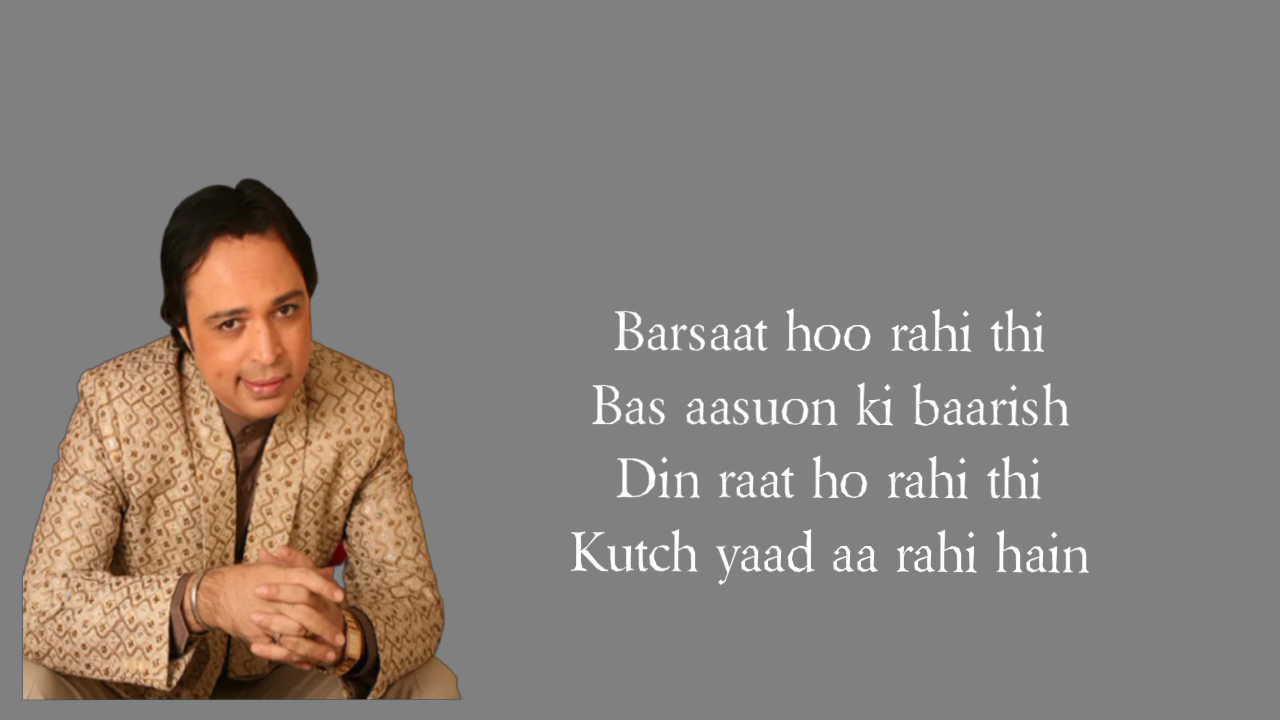 Barsaat hoo rahi thi
Bas aasuon ki baarish
Din raat ho rahi thi
Kutch yaad aa rahi hain